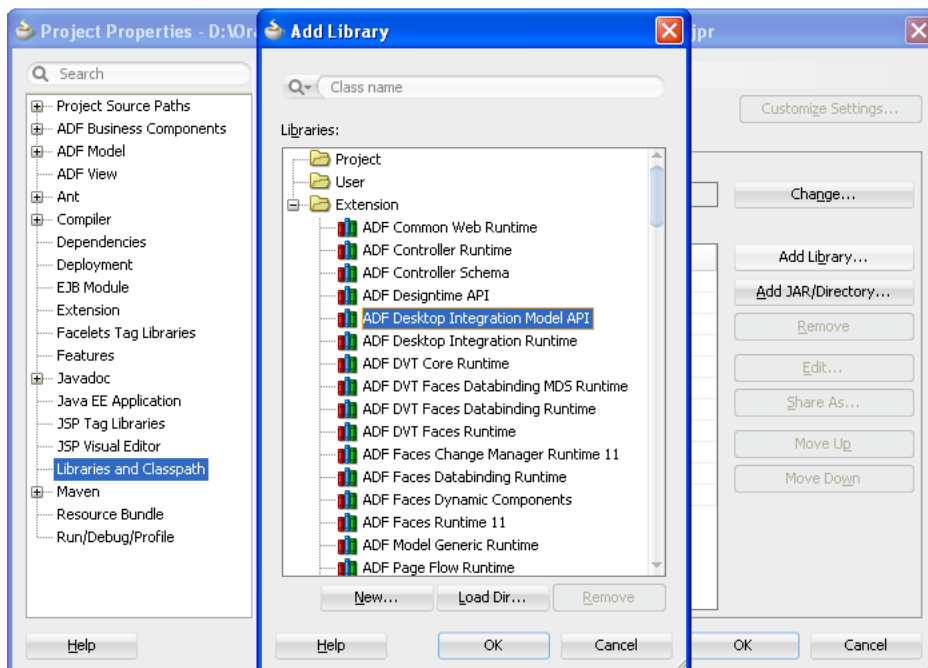 Project Properties - D:\Ora
Search
Project Source Paths
ADF Business Components
ADF Model
ADF View
Ant
Compiler
Dependencies
Deployment
EJB Module
Extension
Facelets Tag Libraries
Features
Javadoc
Java EE Application
JSP Tag Libraries
JSP Visual Editor
Libraries and Classpath
Maven
Resource Bundle
Run/Debug/Profile
Help
Add Library
Class name
Libraries:
Project
User
Extension
ADF Common Web Runtime
ADF Controller Runtime
ADF Controller Schema
ADF Designtime API
ADF Desktop Integration Model API
ADF Desktop Integration Runtime
ADF DVT Core Runtime
ADF DVT Faces Databinding MDS Runtime
ADF DVT Faces Databinding Runtime
ADF DVT Faces Runtime
ADF Faces Change Manager Runtime 11
ADF Faces Databinding Runtime
ADF Faces Dynamic Components
ADF Faces Runtime 11
ADF Model Generic Runtime
ADF Page Flow Runtime
New...
Load Dir...
Remove
Help
OK
Cancel
jpr
Customize Settings...
Change...
Add Library...
Add JAR/Directory...
Remove
Edit...
Share As...
Move Up
Move Down
OK
Cancel